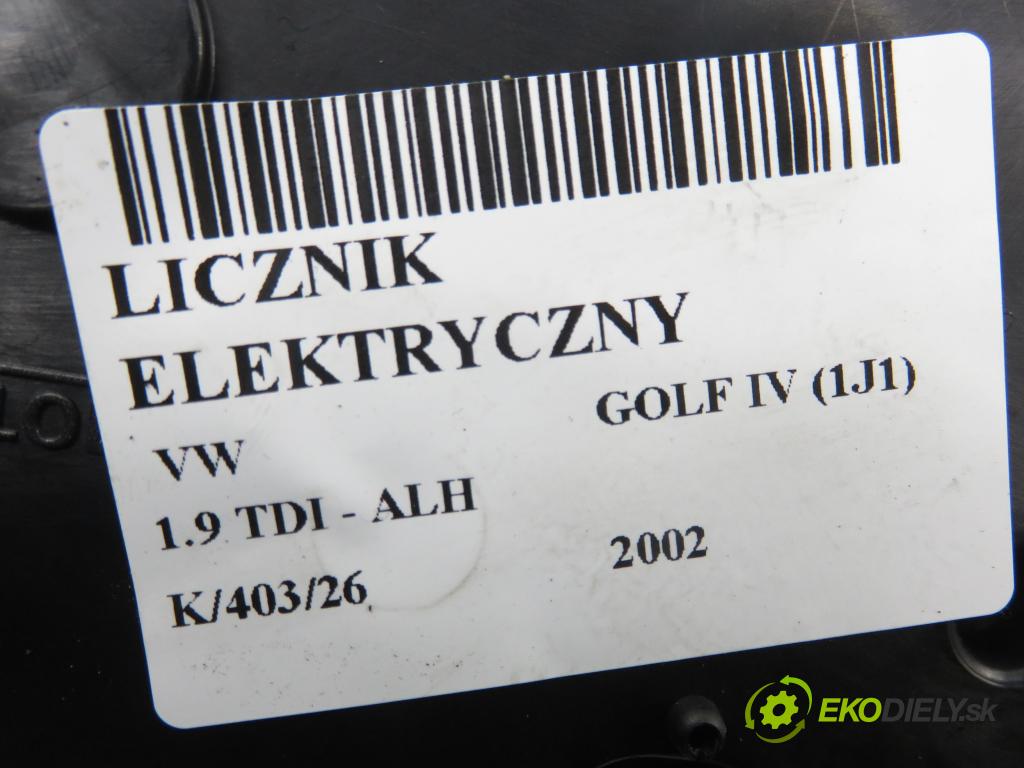 LICZNIK
ELEKTRYCZNY
VW GOLF IV (1J1)
1.9 TDI - ALH
K/403/26 2002
EKODIELY.sk